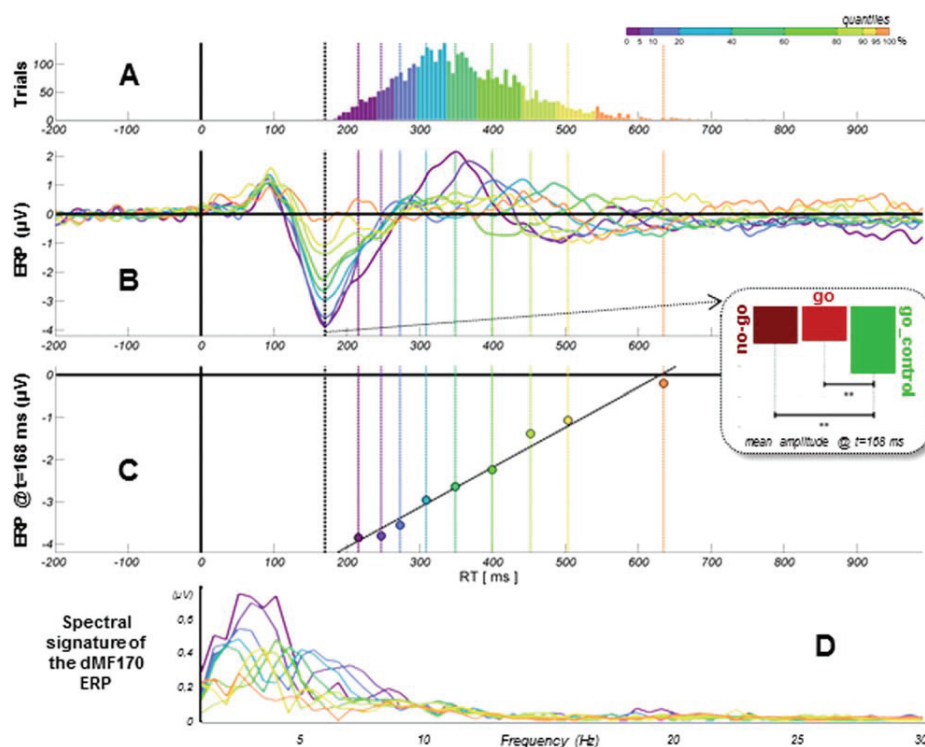 quantiles
0 5 10 20 40 60 80 90 95 100 %
Trials
100
50
0
A
-200 -100 0 100 200 300 400 500 600 700 800 900
ERP (µV)
2
1
0
-1
-2
-3
-4
B
-200 -100 0 100 200 300 400 500 600
no-go
go
go_control
**
**
mean amplitude @ t=168 ms
ERP @ t=168 ms (µV)
0
-1
-2
-3
-4
C
-200 -100 0 100 200 300 400 500 600 700 800 900
RT [ ms ]
Spectral
signature of
the dMF170
ERP
(µV)
0,6
0,4
0,2
0
D
5 10 Frequency (Hz) 20 30